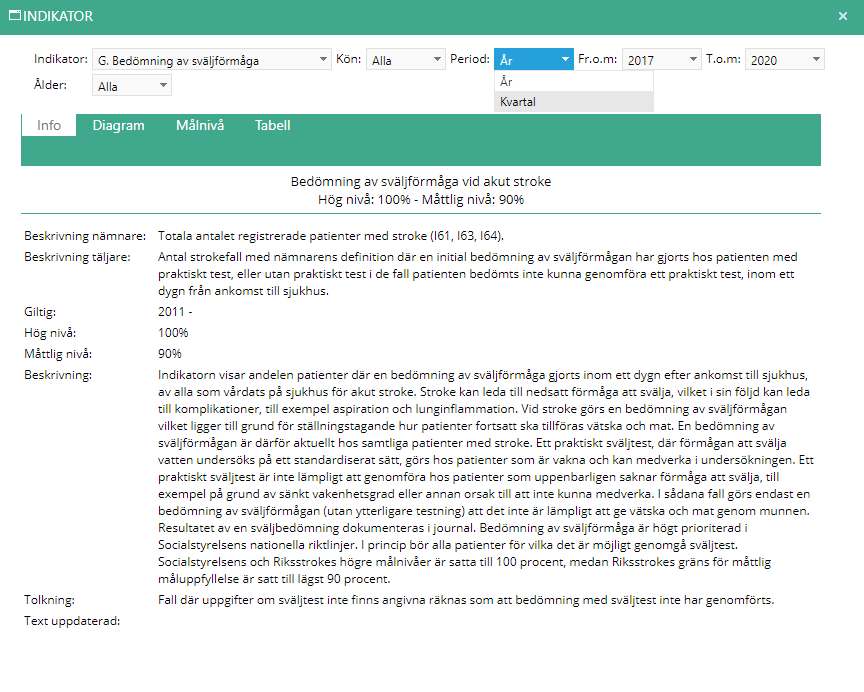 INDIKATOR
Indikator: G. Bedömning av sväljförmåga Kön: Alla Period: År Fr.o.m: 2017 T.o.m: 2020
År
Ålder: Alla
Kvartal
Info Diagram Målnivå Tabell
Bedömning av sväljförmåga vid akut stroke
Hög nivå: 100% - Måttlig nivå: 90%
Beskrivning nämnare: Totala antalet registrerade patienter med stroke (I61, I63, I64).
Beskrivning täljare: Antal strokefall med nämnarens definition där en initial bedömning av sväljförmågan har gjorts hos patienten med
praktiskt test, eller utan praktiskt test i de fall patienten bedömts inte kunna genomföra ett praktiskt test, inom ett
dygn från ankomst till sjukhus.
Giltig: 2011 -
Hög nivå: 100%
Måttlig nivå: 90%
Beskrivning: Indikatorn visar andelen patienter där en bedömning av sväljförmåga gjorts inom ett dygn efter ankomst till sjukhus,
av alla som vårdats på sjukhus för akut stroke. Stroke kan leda till nedsatt förmåga att svälja, vilket i sin följd kan leda
till komplikationer, till exempel aspiration och lunginflammation. Vid stroke görs en bedömning av sväljförmågan
vilket ligger till grund för ställningstagande hur patienter fortsatt ska tillföras vätska och mat. En bedömning av
sväljförmågan är därför aktuellt hos samtliga patienter med stroke. Ett praktiskt sväljtest, där förmågan att svälja
vatten undersöks på ett standardiserat sätt, görs hos patienter som är vakna och kan medverka i undersökningen. Ett
praktiskt sväljtest är inte lämpligt att genomföra hos patienter som uppenbarligen saknar förmåga att svälja, till
exempel på grund av sänkt vakenhetsgrad eller annan orsak till att inte kunna medverka. I sådana fall görs endast en
bedömning av sväljförmågan (utan ytterligare testning) att det inte är lämpligt att ge vätska och mat genom munnen.
Resultatet av en sväljbedömning dokumenteras i journal. Bedömning av sväljförmåga är högt prioriterad i
Socialstyrelsens nationella riktlinjer. I princip bör alla patienter för vilka det är möjligt genomgå sväljtest.
Socialstyrelsens och Riksstrokes högre målnivåer är satta till 100 procent, medan Riksstrokes gräns för måttlig
måluppfyllelse är satt till lägst 90 procent.
Tolkning: Fall där uppgifter om sväljtest inte finns angivna räknas som att bedömning med sväljtest inte har genomförts.
Text uppdaterad: